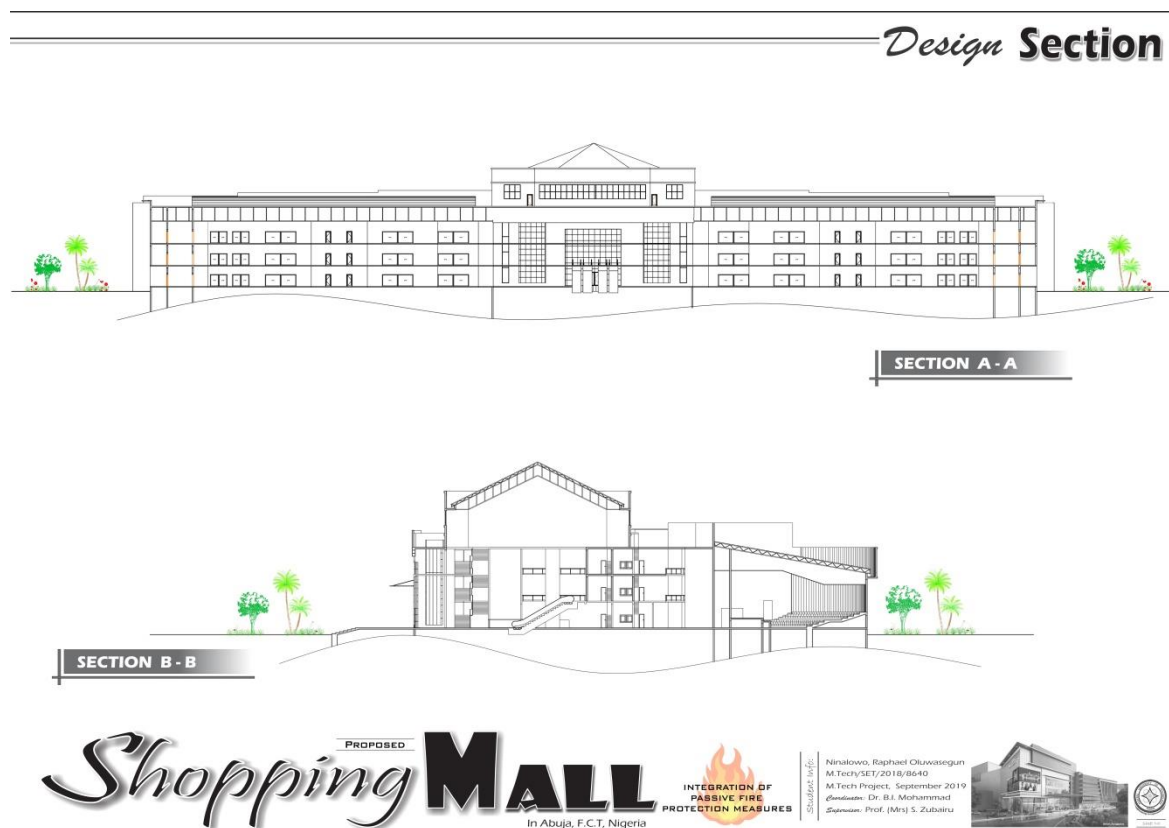 Design Section
SECTION A - A
SECTION B - B
PROPOSED
Shopping MALL
In Abuja, F.C.T, Nigeria
INTEGRATION OF
PASSIVE FIRE
PROTECTION MEASURES
Student Info:
Ninalowo, Raphael Oluwasegun
M.Tech/SET/2018/8640
M.Tech Project, September 2019
Coordinator: Dr. B.I. Mohammad
Supervisor: Prof. (Mrs) S. Zubairu